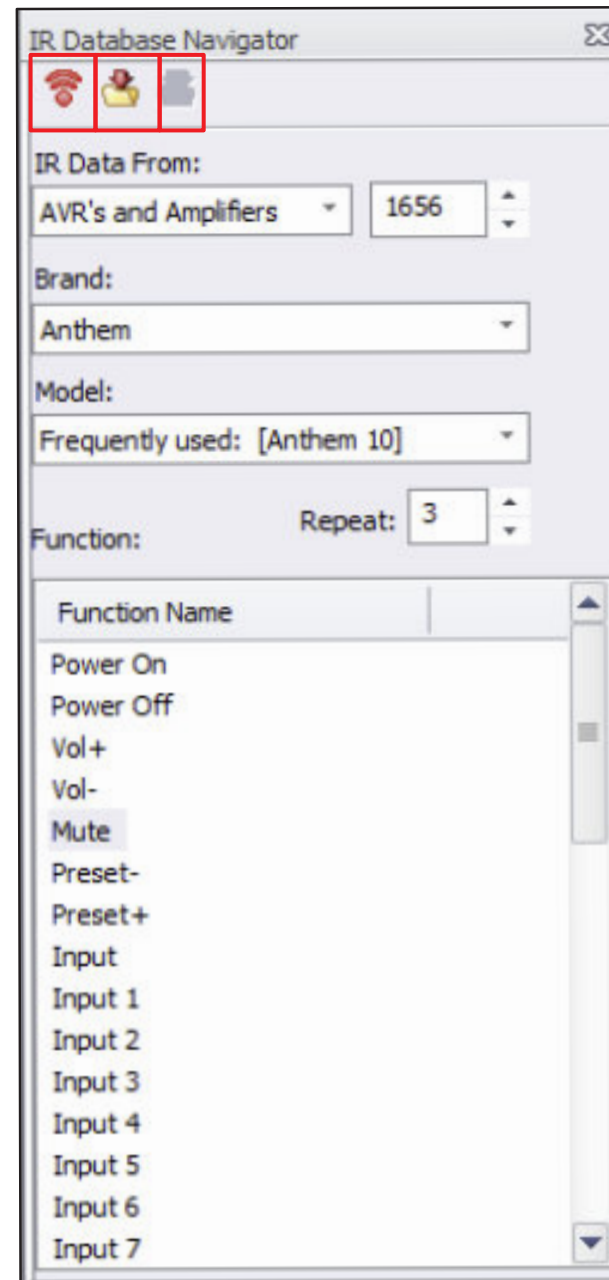 IR Database Navigator
IR Data From:
AVR's and Amplifiers 1656
Brand:
Anthem
Model:
Frequently used: [Anthem 10]
Function: Repeat: 3
Function Name
Power On
Power Off
Vol+
Vol-
Mute
Preset-
Preset+
Input
Input 1
Input 2
Input 3
Input 4
Input 5
Input 6
Input 7